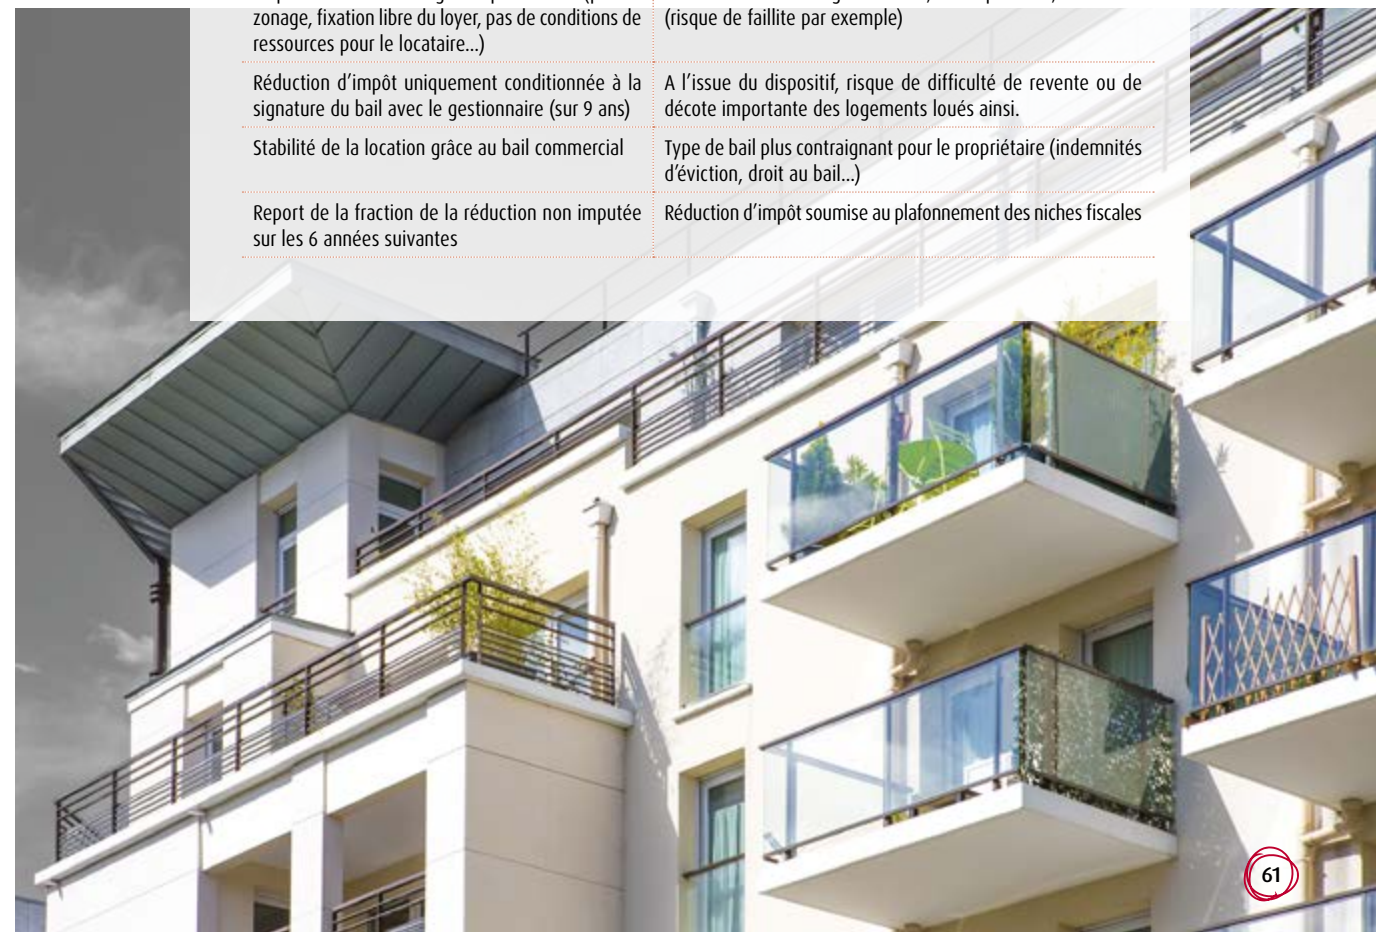 zonage, fixation libre du loyer, pas de conditions de
ressources pour le locataire...)
(risque de faillite par exemple)
Réduction d'impôt uniquement conditionnée à la
signature du bail avec le gestionnaire (sur 9 ans)
A l'issue du dispositif, risque de difficulté de revente ou de
décote importante des logements loués ainsi.
Stabilité de la location grâce au bail commercial
Type de bail plus contraignant pour le propriétaire (indemnités
d'éviction, droit au bail...)
Report de la fraction de la réduction non imputée
sur les 6 années suivantes
Réduction d'impôt soumise au plafonnement des niches fiscales
61